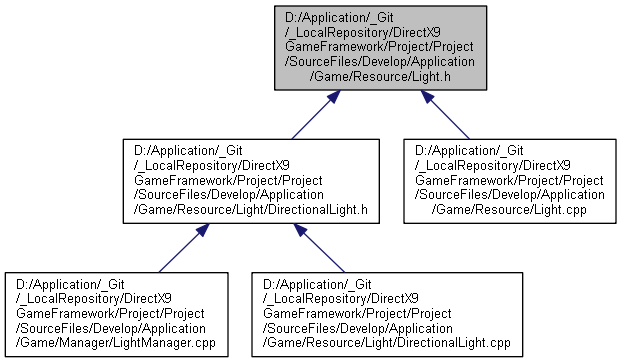 D:/Application/_Git
/_LocalRepository/DirectX9
GameFramework/Project/Project
/SourceFiles/Develop/Application
/Game/Resource/Light.h
D:/Application/_Git
/_LocalRepository/DirectX9
GameFramework/Project/Project
/SourceFiles/Develop/Application
/Game/Resource/Light/DirectionalLight.h
D:/Application/_Git
/_LocalRepository/DirectX9
GameFramework/Project/Project
/SourceFiles/Develop/Application
/Game/Resource/Light.cpp
D:/Application/_Git
/_LocalRepository/DirectX9
GameFramework/Project/Project
/SourceFiles/Develop/Application
/Game/Manager/LightManager.cpp
D:/Application/_Git
/_LocalRepository/DirectX9
GameFramework/Project/Project
/SourceFiles/Develop/Application
/Game/Resource/Light/DirectionalLight.cpp